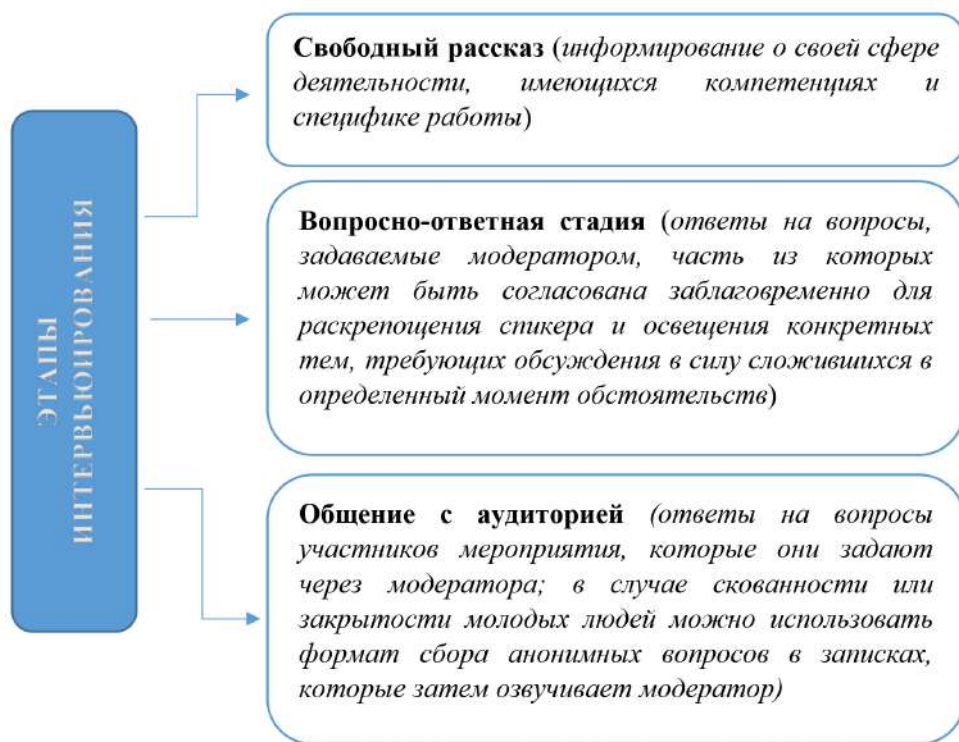 ЭТАПЫ
ИНТЕРВЬЮИРОВАНИЯ
Свободный рассказ (информирование о своей сфере
деятельности, имеющихся компетенциях и
специфике работы)
Вопросно-ответная стадия (ответы на вопросы,
задаваемые модератором, часть из которых
может быть согласована заблаговременно для
раскрепощения спикера и освещения конкретных
тем, требующих обсуждения в силу сложившихся в
определенный момент обстоятельств)
Общение с аудиторией (ответы на вопросы
участников мероприятия, которые они задают
через модератора; в случае скованности или
закрытости молодых людей можно использовать
формат сбора анонимных вопросов в записках,
которые затем озвучивает модератор)